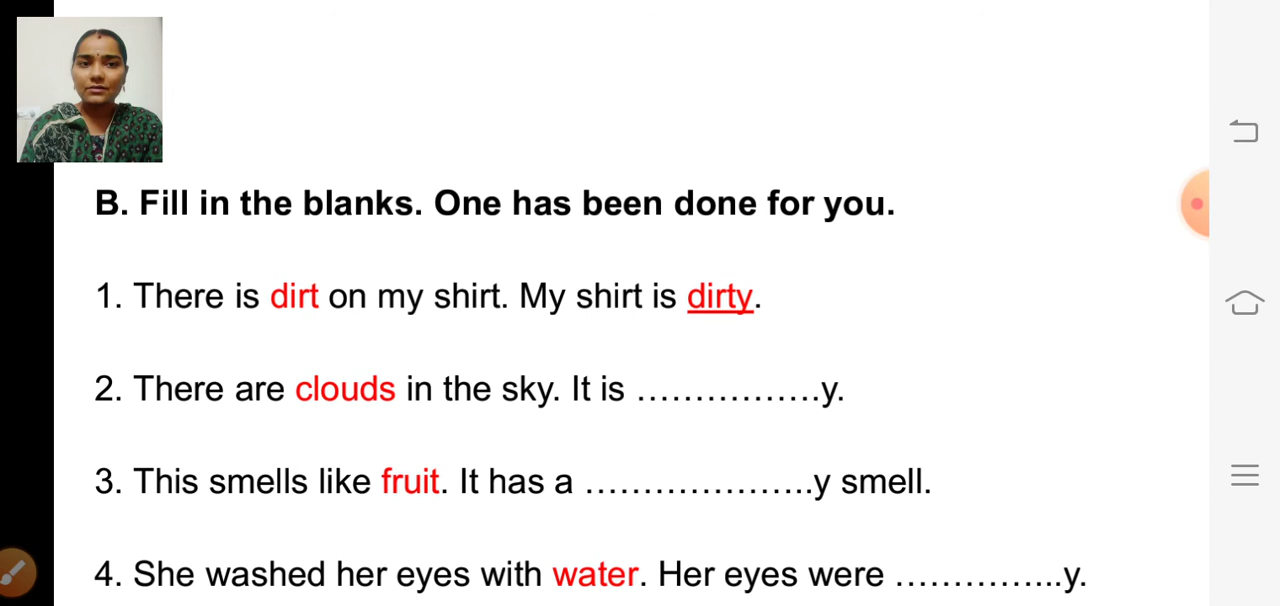 B. Fill in the blanks. One has been done for you.
1. There is dirt on my shirt. My shirt is dirty.
2. There are clouds in the sky. It is ................y.
3. This smells like fruit. It has a ....................y smell.
4. She washed her eyes with water. Her eyes were ...............y.